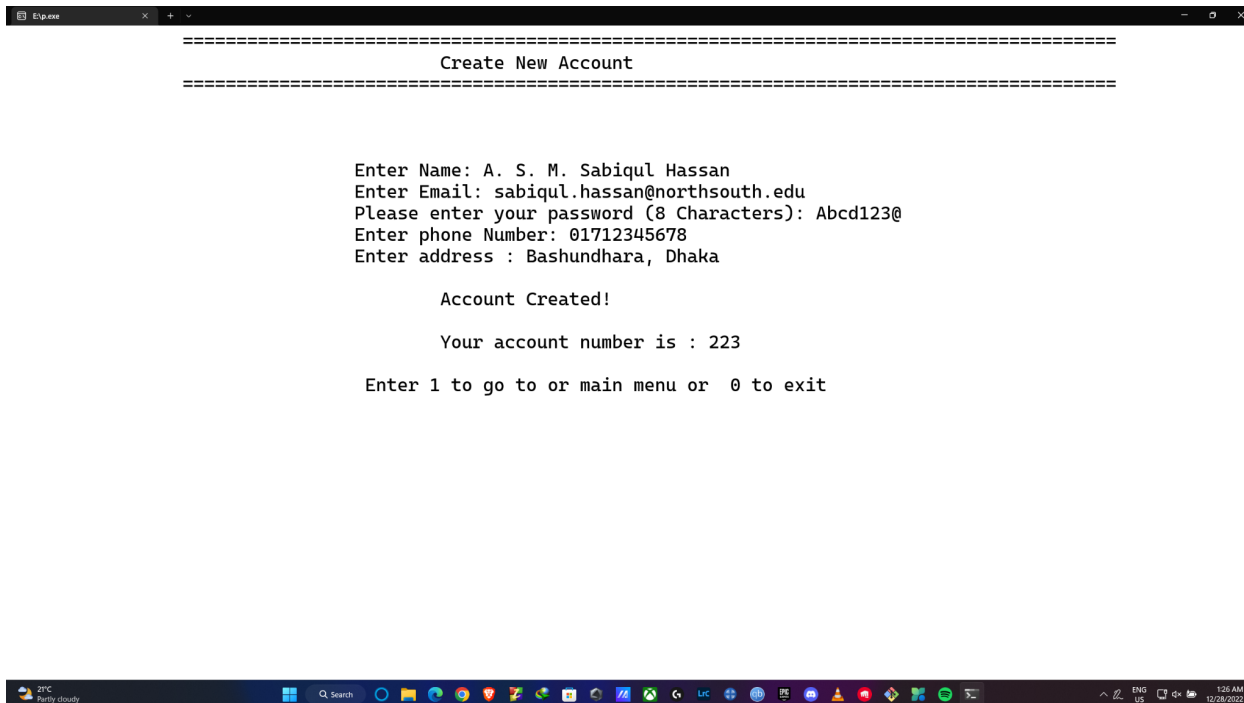 E:\p.exe
================================================================================
Create New Account
================================================================================
Enter Name: A. S. M. Sabiqul Hassan
Enter Email: sabiqul.hassan@northsouth.edu
Please enter your password (8 Characters): Abcd123@
Enter phone Number: 01712345678
Enter address : Bashundhara, Dhaka
Account Created!
Your account number is : 223
Enter 1 to go to or main menu or  0 to exit
21°C
Partly cloudy
Search
LrC
qb
EPIC
ENG
US
1:26 AM
12/28/2022